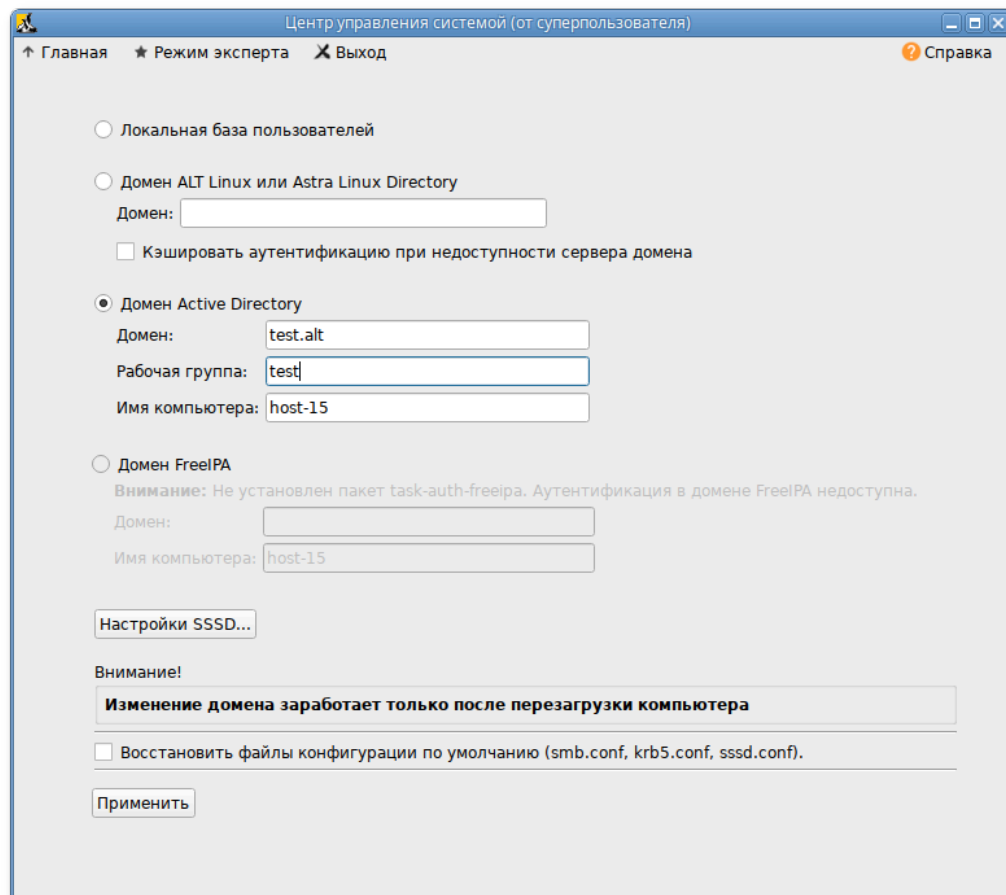 Центр управления системой (от суперпользователя)
Главная Режим эксперта Выход Справка
Локальная база пользователей
Домен ALT Linux или Astra Linux Directory
Домен:
Кэшировать аутентификацию при недоступности сервера домена
Домен Active Directory
Домен: test.alt
Рабочая группа: test
Имя компьютера: host-15
Домен FreeIPA
Внимание: Не установлен пакет task-auth-freeipa. Аутентификация в домене FreeIPA недоступна.
Домен:
Имя компьютера: host-15
Настройки SSSD...
Внимание!
Изменение домена заработает только после перезагрузки компьютера
Восстановить файлы конфигурации по умолчанию (smb.conf, krb5.conf, sssd.conf).
Применить